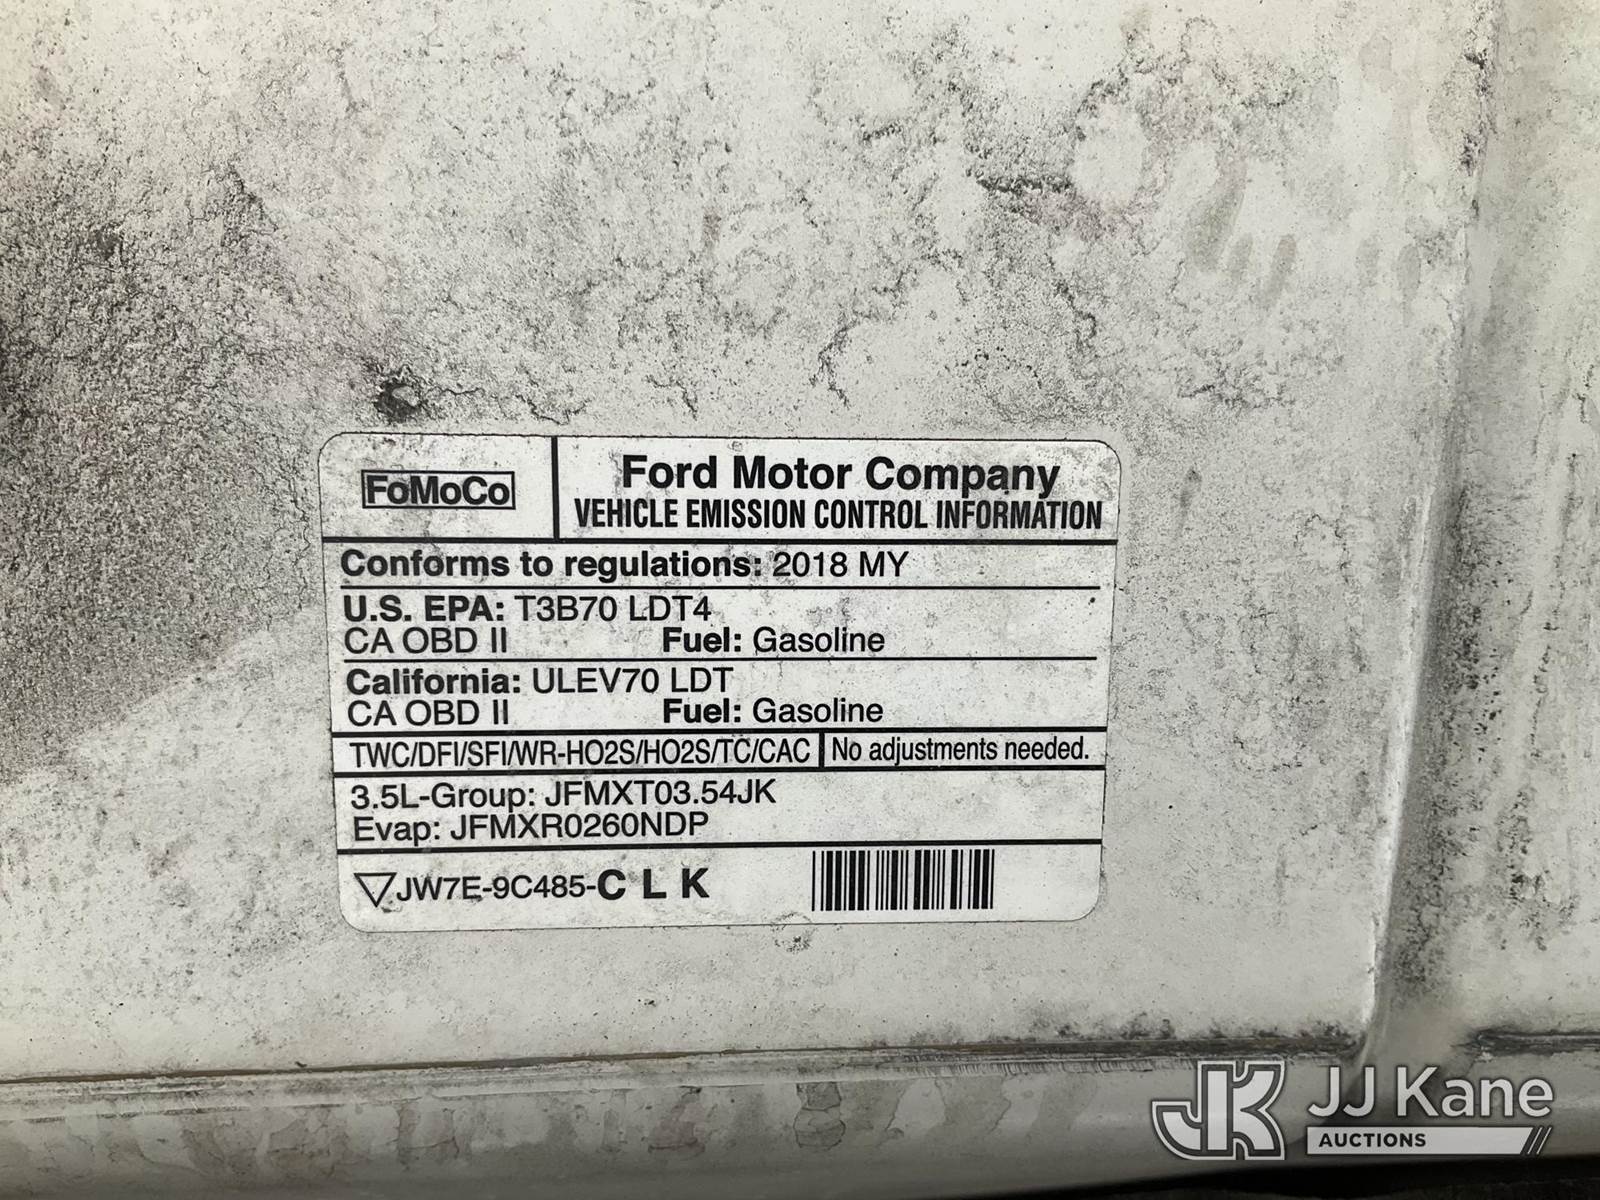 FoMoCo
Ford Motor Company
VEHICLE EMISSION CONTROL INFORMATION
Conforms to regulations: 2018 MY
U.S. EPA: T3B70 LDT4
CA OBD II Fuel: Gasoline
California: ULEV70 LDT
CA OBD II Fuel: Gasoline
TWC/DFI/SFI/WR-HO2S/HO2S/TC/CAC No adjustments needed.
3.5L-Group: JFMXT03.54JK
Evap: JFMXR0260NDP
JW7E-9C485-C L K
JK JJ Kane
AUCTIONS